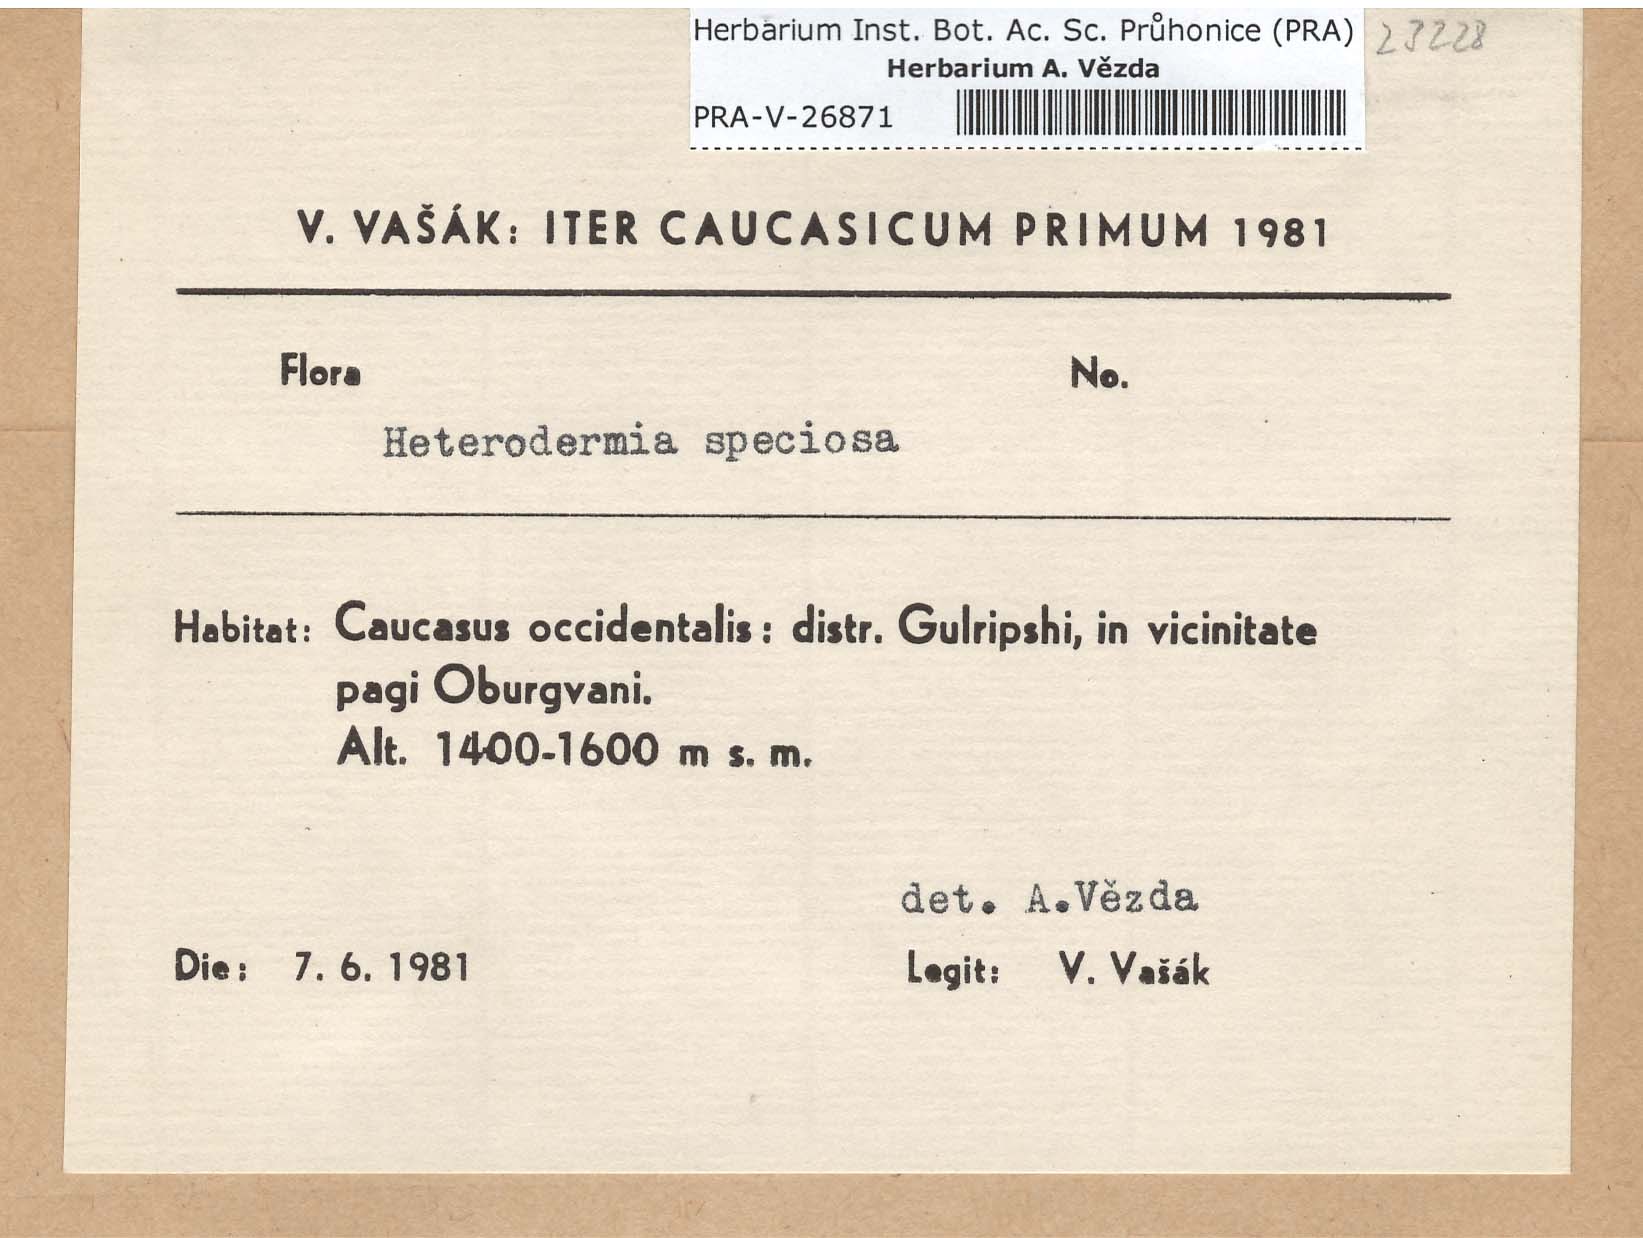 Herbarium Inst. Bot. Ac. Sc. Průhonice (PRA)
23228
Herbarium A. Vězda
PRA-V-26871
V. VAŠÁK: ITER CAUCASICUM PRIMUM 1981
Flora No.
Heterodermia speciosa
Habitat: Caucasus occidentalis: distr. Gulripshi, in vicinitate
pagi Oburgvani.
Alt. 1400-1600 m s. m.
det. A.Vězda
Die: 7. 6. 1981 Legit: V. Vašák